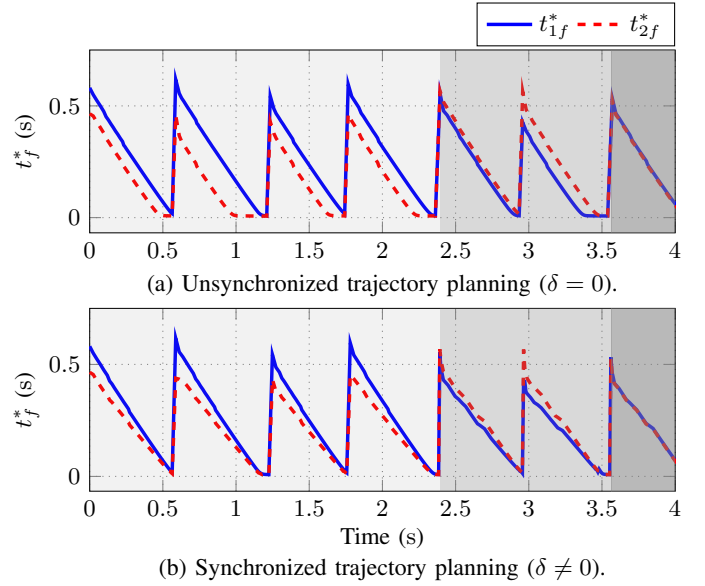 t*1f t*2f
0.5
0
t*f (s)
0 0.5 1 1.5 2 2.5 3 3.5 4
(a) Unsynchronized trajectory planning (δ = 0).
0.5
0
t*f (s)
0 0.5 1 1.5 2 2.5 3 3.5 4
Time (s)
(b) Synchronized trajectory planning (δ ≠ 0).